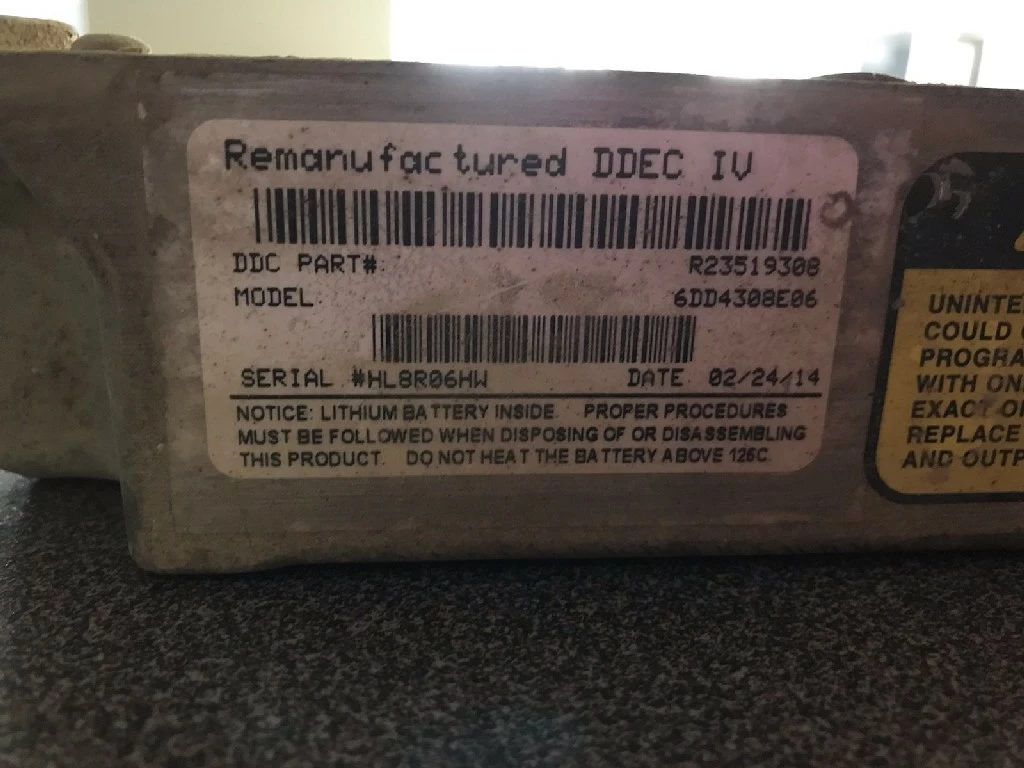 Remanufactured DDEC IV
DDC PART# R23519308
MODEL 6DD4308E06
SERIAL #HL8R06HW DATE 02/24/14
NOTICE: LITHIUM BATTERY INSIDE. PROPER PROCEDURES
MUST BE FOLLOWED WHEN DISPOSING OF OR DISASSEMBLING
THIS PRODUCT. DO NOT HEAT THE BATTERY ABOVE 125C.
UNINTE
COULD
PROGRA
WITH ON
EXACT
REPLACE
AND OUTP